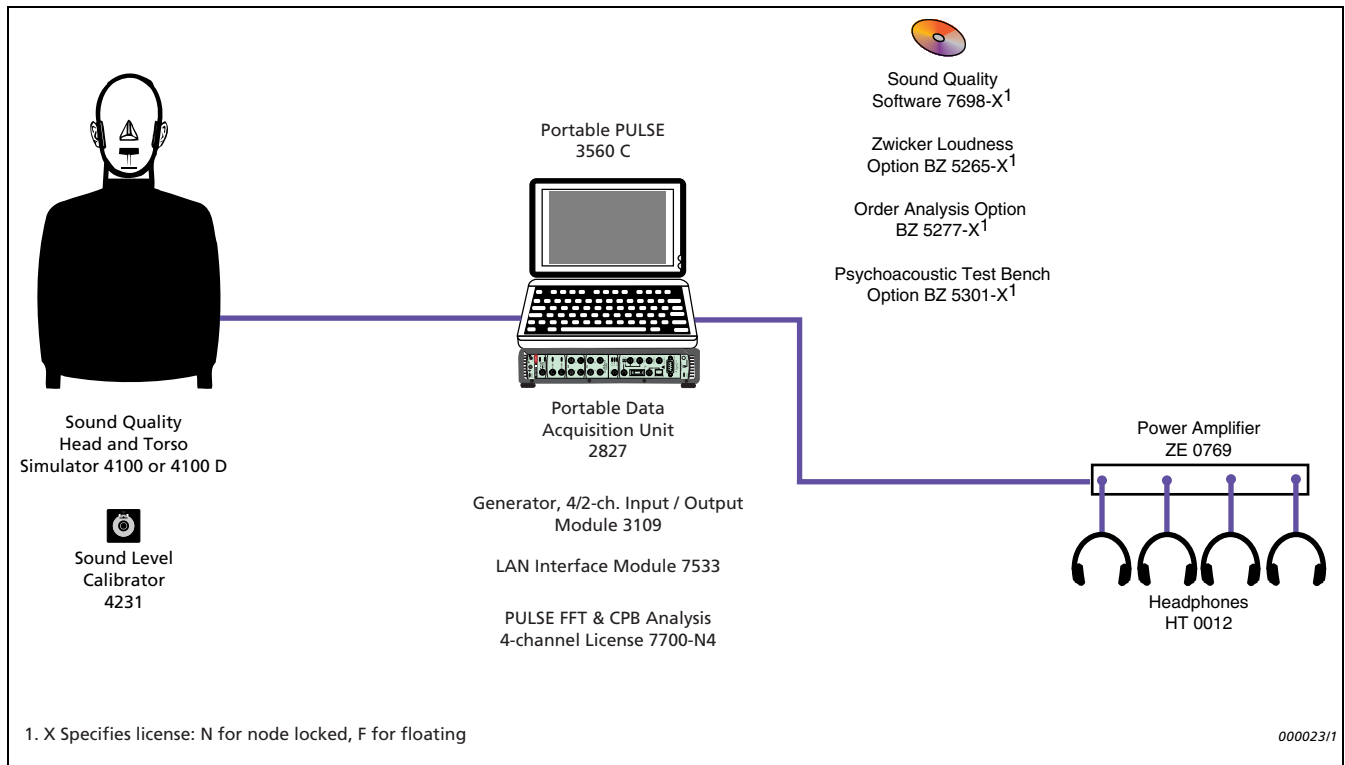 Sound Quality
Software 7698-X1
Zwicker Loudness
Option BZ 5265-X1
Order Analysis Option
BZ 5277-X1
Psychoacoustic Test Bench
Option BZ 5301-X1
Portable PULSE
3560 C
Portable Data
Acquisition Unit
2827
Generator, 4/2-ch. Input / Output
Module 3109
LAN Interface Module 7533
PULSE FFT & CPB Analysis
4-channel License 7700-N4
Sound Quality
Head and Torso
Simulator 4100 or 4100 D
Sound Level
Calibrator
4231
Power Amplifier
ZE 0769
Headphones
HT 0012
1. X Specifies license: N for node locked, F for floating
000023/1